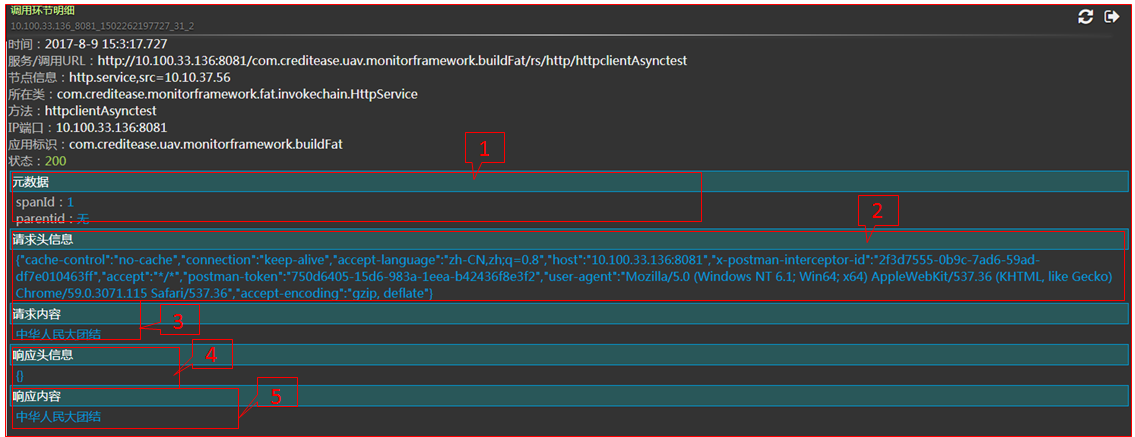 调用环节明细
10.100.33.136_8081_1502262197727_31_2
时间：2017-8-9 15:3:17.727
服务/调用URL：http://10.100.33.136:8081/com.creditease.uav.monitorframework.buildFat/rs/http/httpclientAsynctest
节点信息：http.service,src=10.10.37.56
所在类：com.creditease.monitorframework.fat.invokechain.HttpService
方法：httpclientAsynctest
IP端口：10.100.33.136:8081
应用标识：com.creditease.uav.monitorframework.buildFat
状态：200
1
元数据
spanId：1
parentid：无
2
请求头信息
{"cache-control":"no-cache","connection":"keep-alive","accept-language":"zh-CN,zh;q=0.8","host":"10.100.33.136:8081","x-postman-interceptor-id":"2f3d7555-0b9c-7ad6-59ad-
df7e010463ff","accept":"*/*","postman-token":"750d6405-15d6-983a-1eea-b42436f8e3f2","user-agent":"Mozilla/5.0 (Windows NT 6.1; Win64; x64) AppleWebKit/537.36 (KHTML, like Gecko)
Chrome/59.0.3071.115 Safari/537.36","accept-encoding":"gzip, deflate"}
请求内容
3
中华人民大团结
响应头信息
4
{}
响应内容
5
中华人民大团结